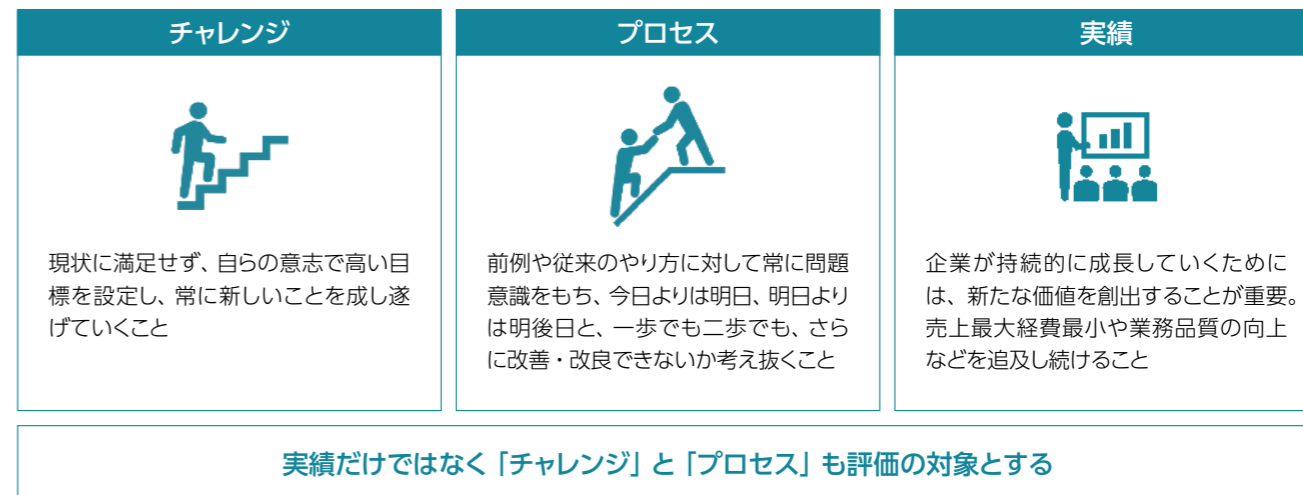 チャレンジ
現状に満足せず、自らの意志で高い目
標を設定し、常に新しいことを成し遂
げていくこと
プロセス
前例や従来のやり方に対して常に問題
意識をもち、今日よりは明日、明日より
は明後日と、一歩でも二歩でも、さら
に改善・改良できないか考え抜くこと
実績
企業が持続的に成長していくために
は、新たな価値を創出することが重要。
売上最大経費最小や業務品質の向上
などを追及し続けること
実績だけではなく「チャレンジ」と「プロセス」も評価の対象とする